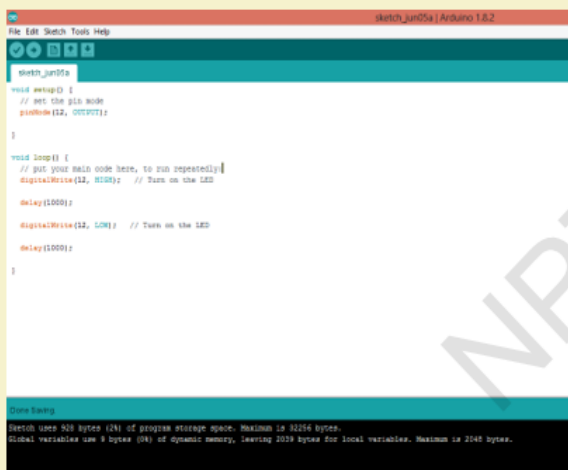 sketch_jun05a | Arduino 1.8.2
File Edit Sketch Tools Help
sketch_jun05a
void setup() {
// set the pin mode
pinMode(12, OUTPUT);
}
void loop() {
// put your main code here, to run repeatedly:
digitalWrite(12, HIGH); // Turn on the LED
delay(1000);
digitalWrite(12, LOW); // Turn on the LED
delay(1000);
}
Done Saving.
Sketch uses 928 bytes (2%) of program storage space. Maximum is 32256 bytes.
Global variables use 9 bytes (0%) of dynamic memory, leaving 2039 bytes for local variables. Maximum is 2048 bytes.